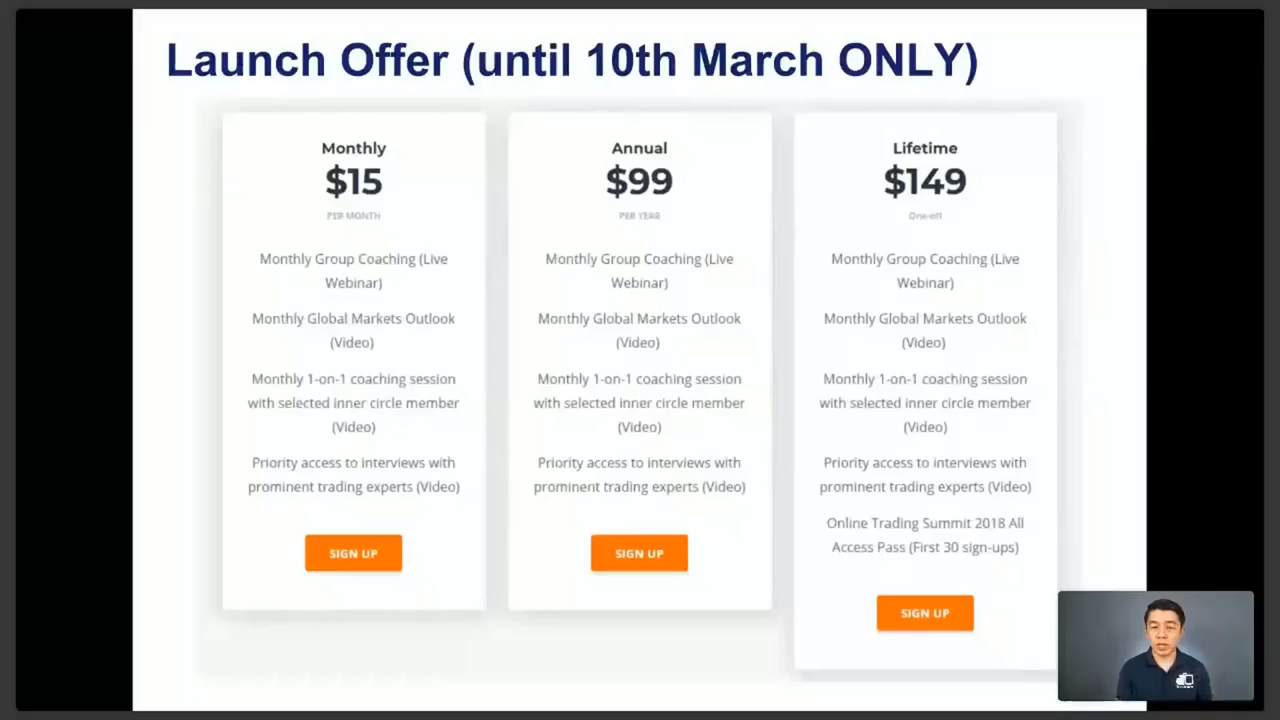 Launch Offer (until 10th March ONLY)
Monthly
$15
PER MONTH
Monthly Group Coaching (Live
Webinar)
Monthly Global Markets Outlook
(Video)
Monthly 1-on-1 coaching session
with selected inner circle member
(Video)
Priority access to interviews with
prominent trading experts (Video)
SIGN UP
Annual
$99
PER YEAR
Monthly Group Coaching (Live
Webinar)
Monthly Global Markets Outlook
(Video)
Monthly 1-on-1 coaching session
with selected inner circle member
(Video)
Priority access to interviews with
prominent trading experts (Video)
SIGN UP
Lifetime
$149
One-off
Monthly Group Coaching (Live
Webinar)
Monthly Global Markets Outlook
(Video)
Monthly 1-on-1 coaching session
with selected inner circle member
(Video)
Priority access to interviews with
prominent trading experts (Video)
Online Trading Summit 2018 All
Access Pass (First 30 sign-ups)
SIGN UP